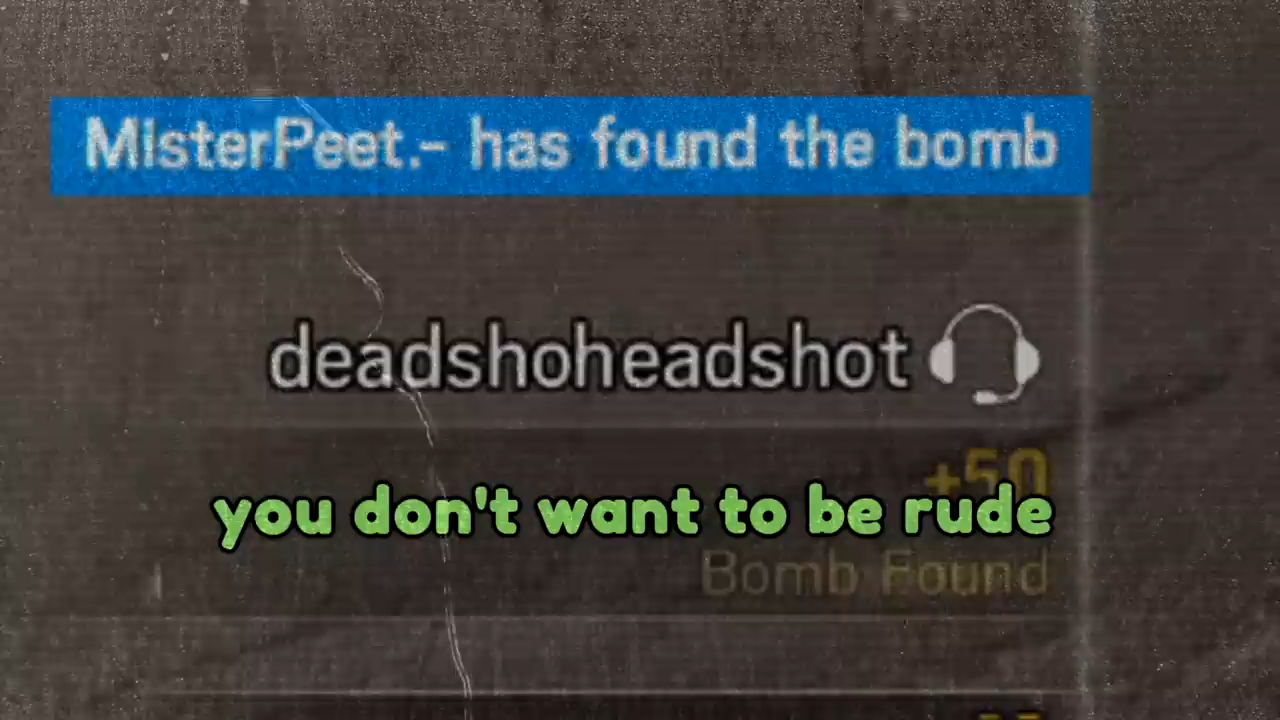 MisterPeet.- has found the bomb
deadshoheadshot
+50
you don't want to be rude
Bomb Found